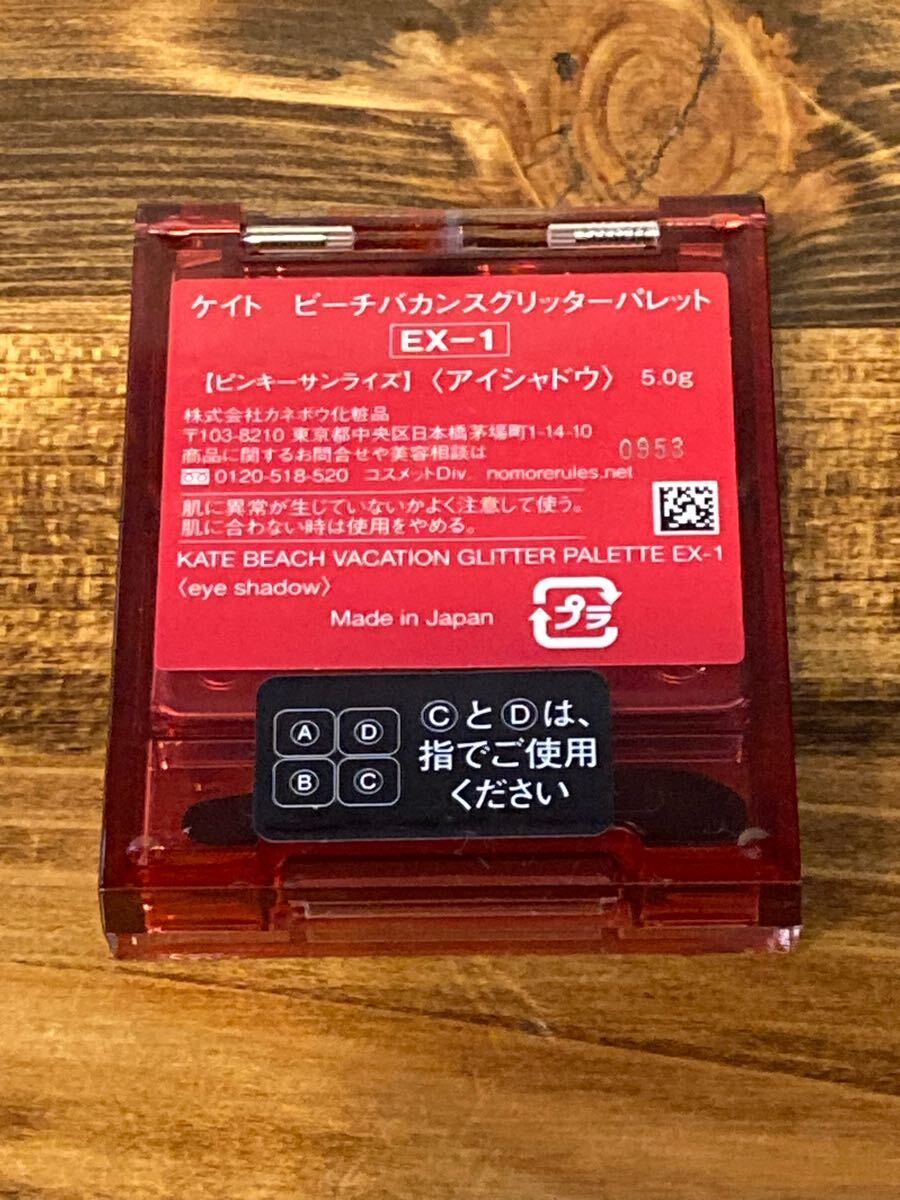 ケイト ビーチバカンスグリッターパレット
EX-1
【ピンキーサンライズ】〈アイシャドウ〉 5.0g
株式会社カネボウ化粧品
〒103-8210 東京都中央区日本橋茅場町1-14-10
商品に関するお問合せや美容相談は
0953
0120-518-520 コスメットDiv. nomorerules.net
肌に異常が生じていないかよく注意して使う。
肌に合わない時は使用をやめる。
KATE BEACH VACATION GLITTER PALETTE EX-1
〈eye shadow〉
Made in Japan
プラ
A D
B C
ⒸとⒹは、
指でご使用
ください